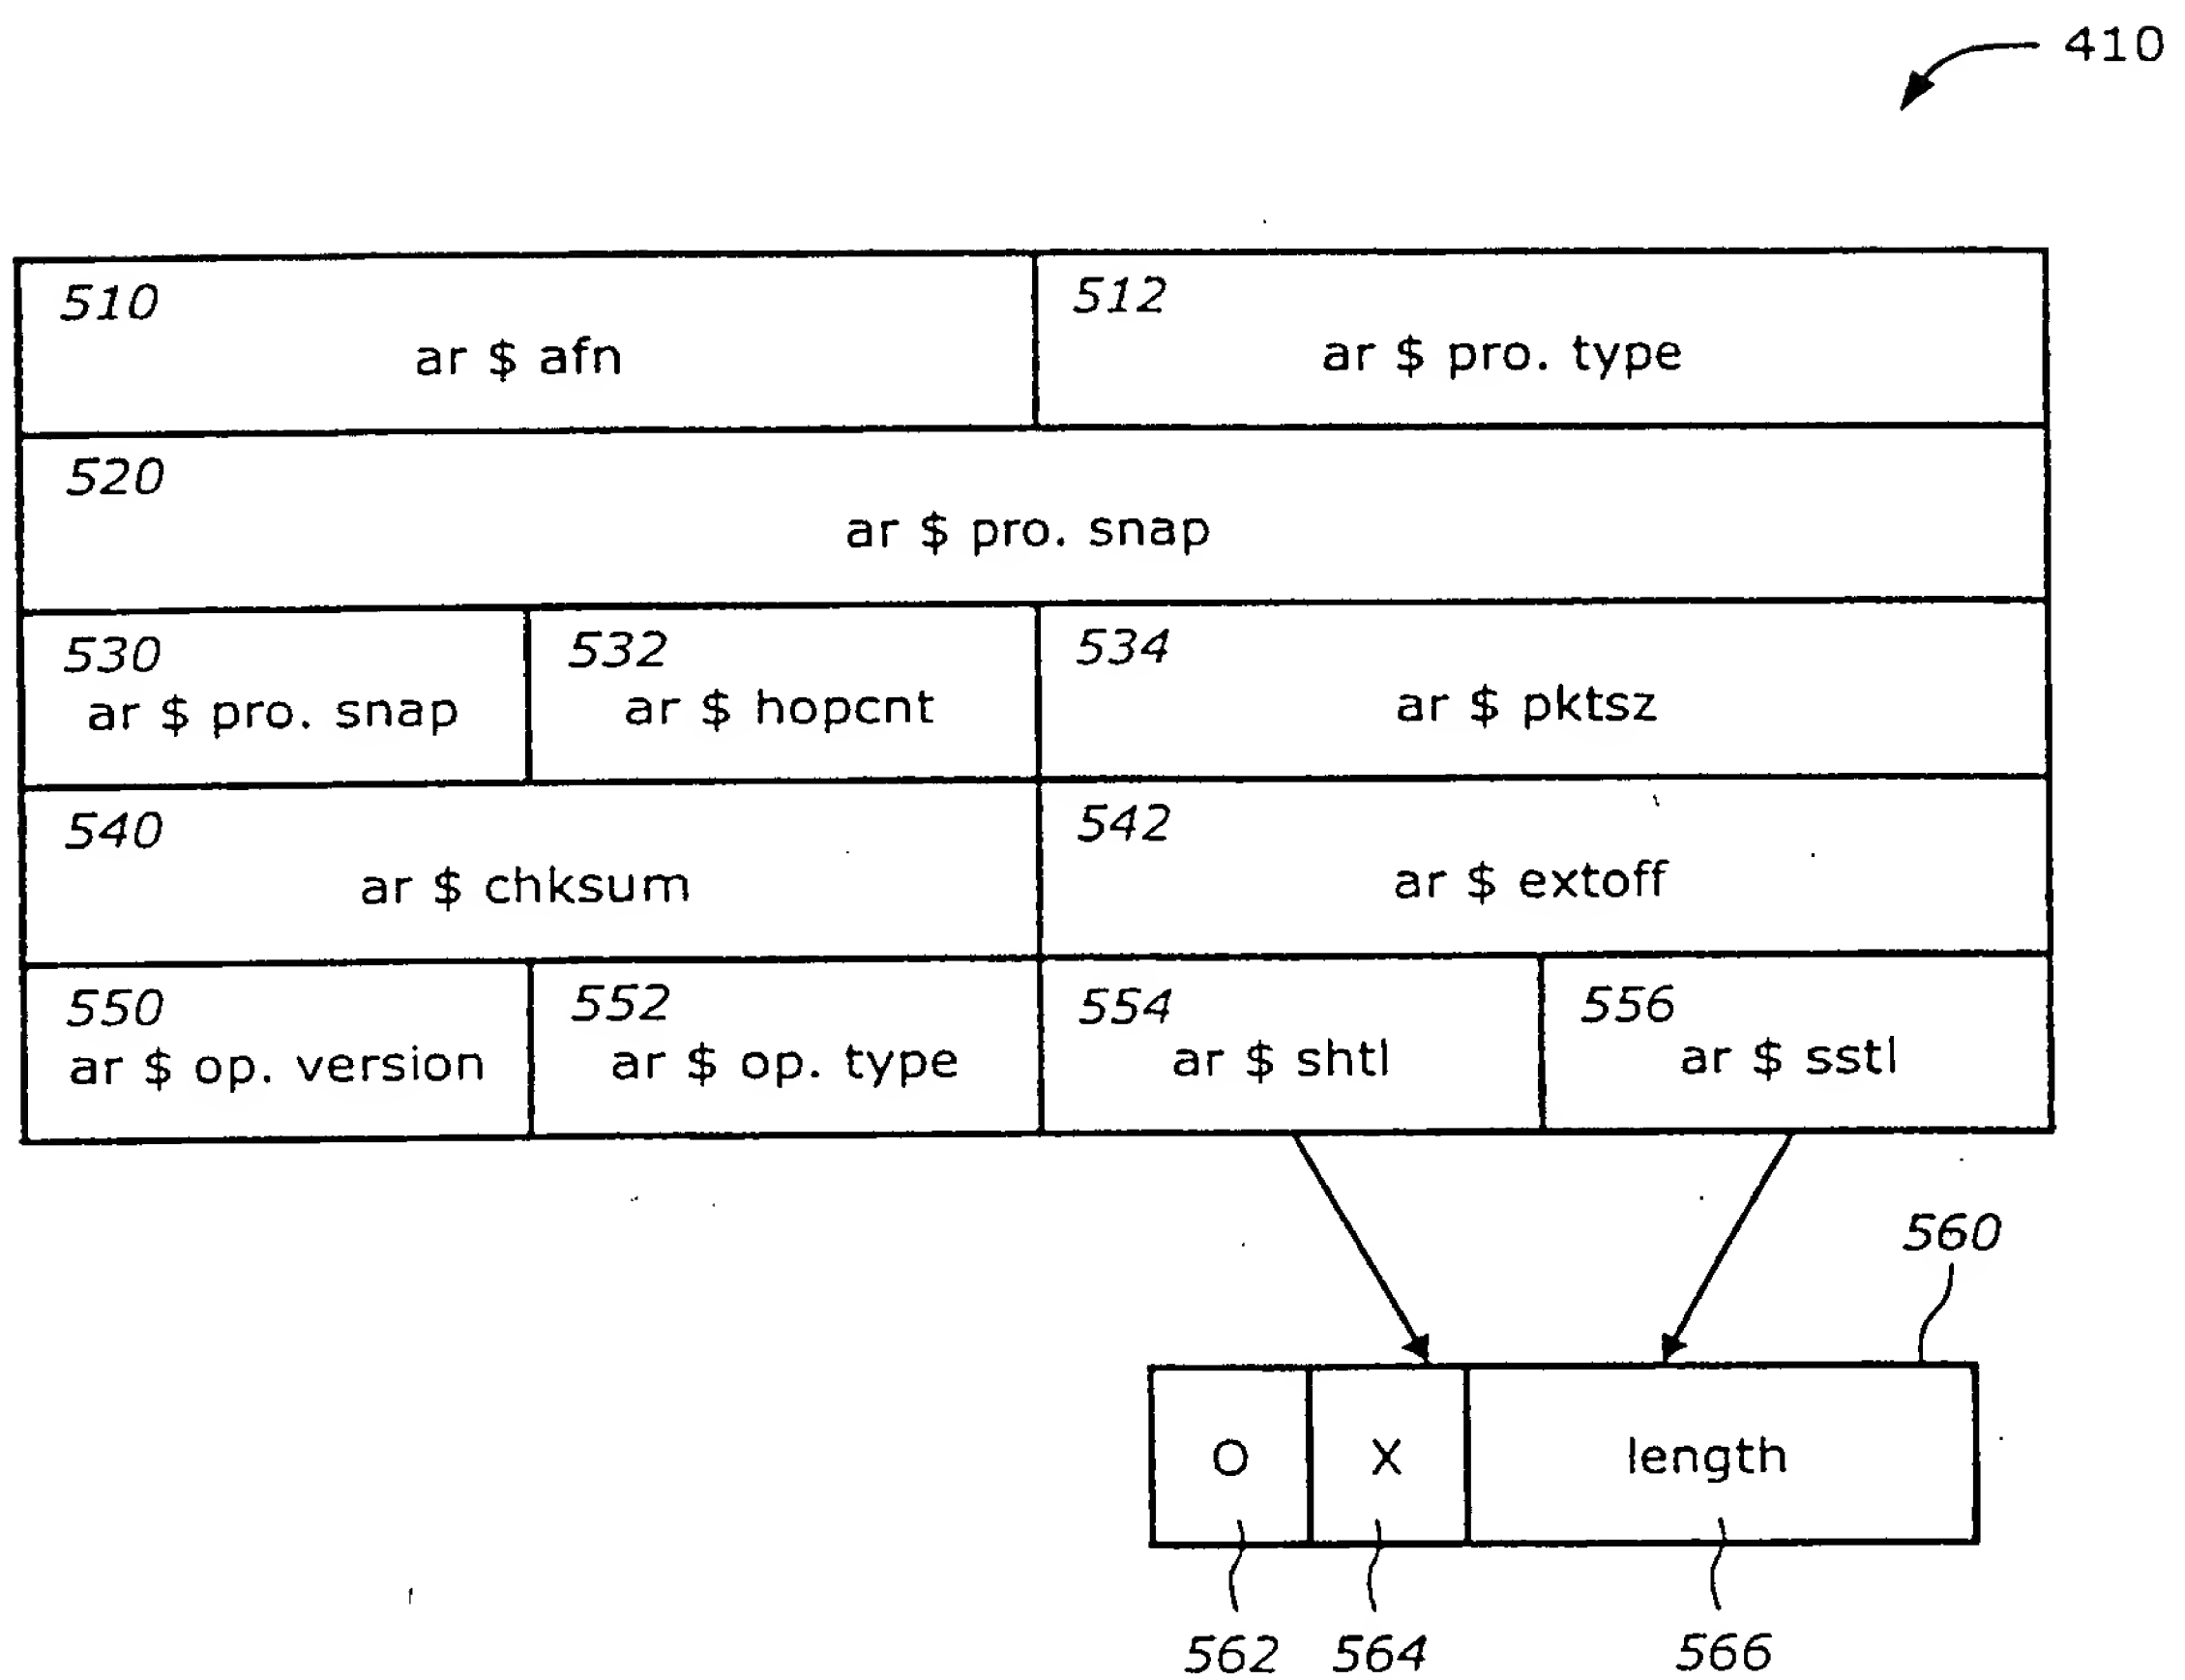 410
510 512
ar $ afn ar $ pro. type
520
ar $ pro. snap
530 532 534
ar $ pro. snap ar $ hopcnt ar $ pktsz
540 542
ar $ chksum ar $ extoff
550 552 554 556
ar $ op. version ar $ op. type ar $ shtl ar $ sstl
560
O X length
562 564 566